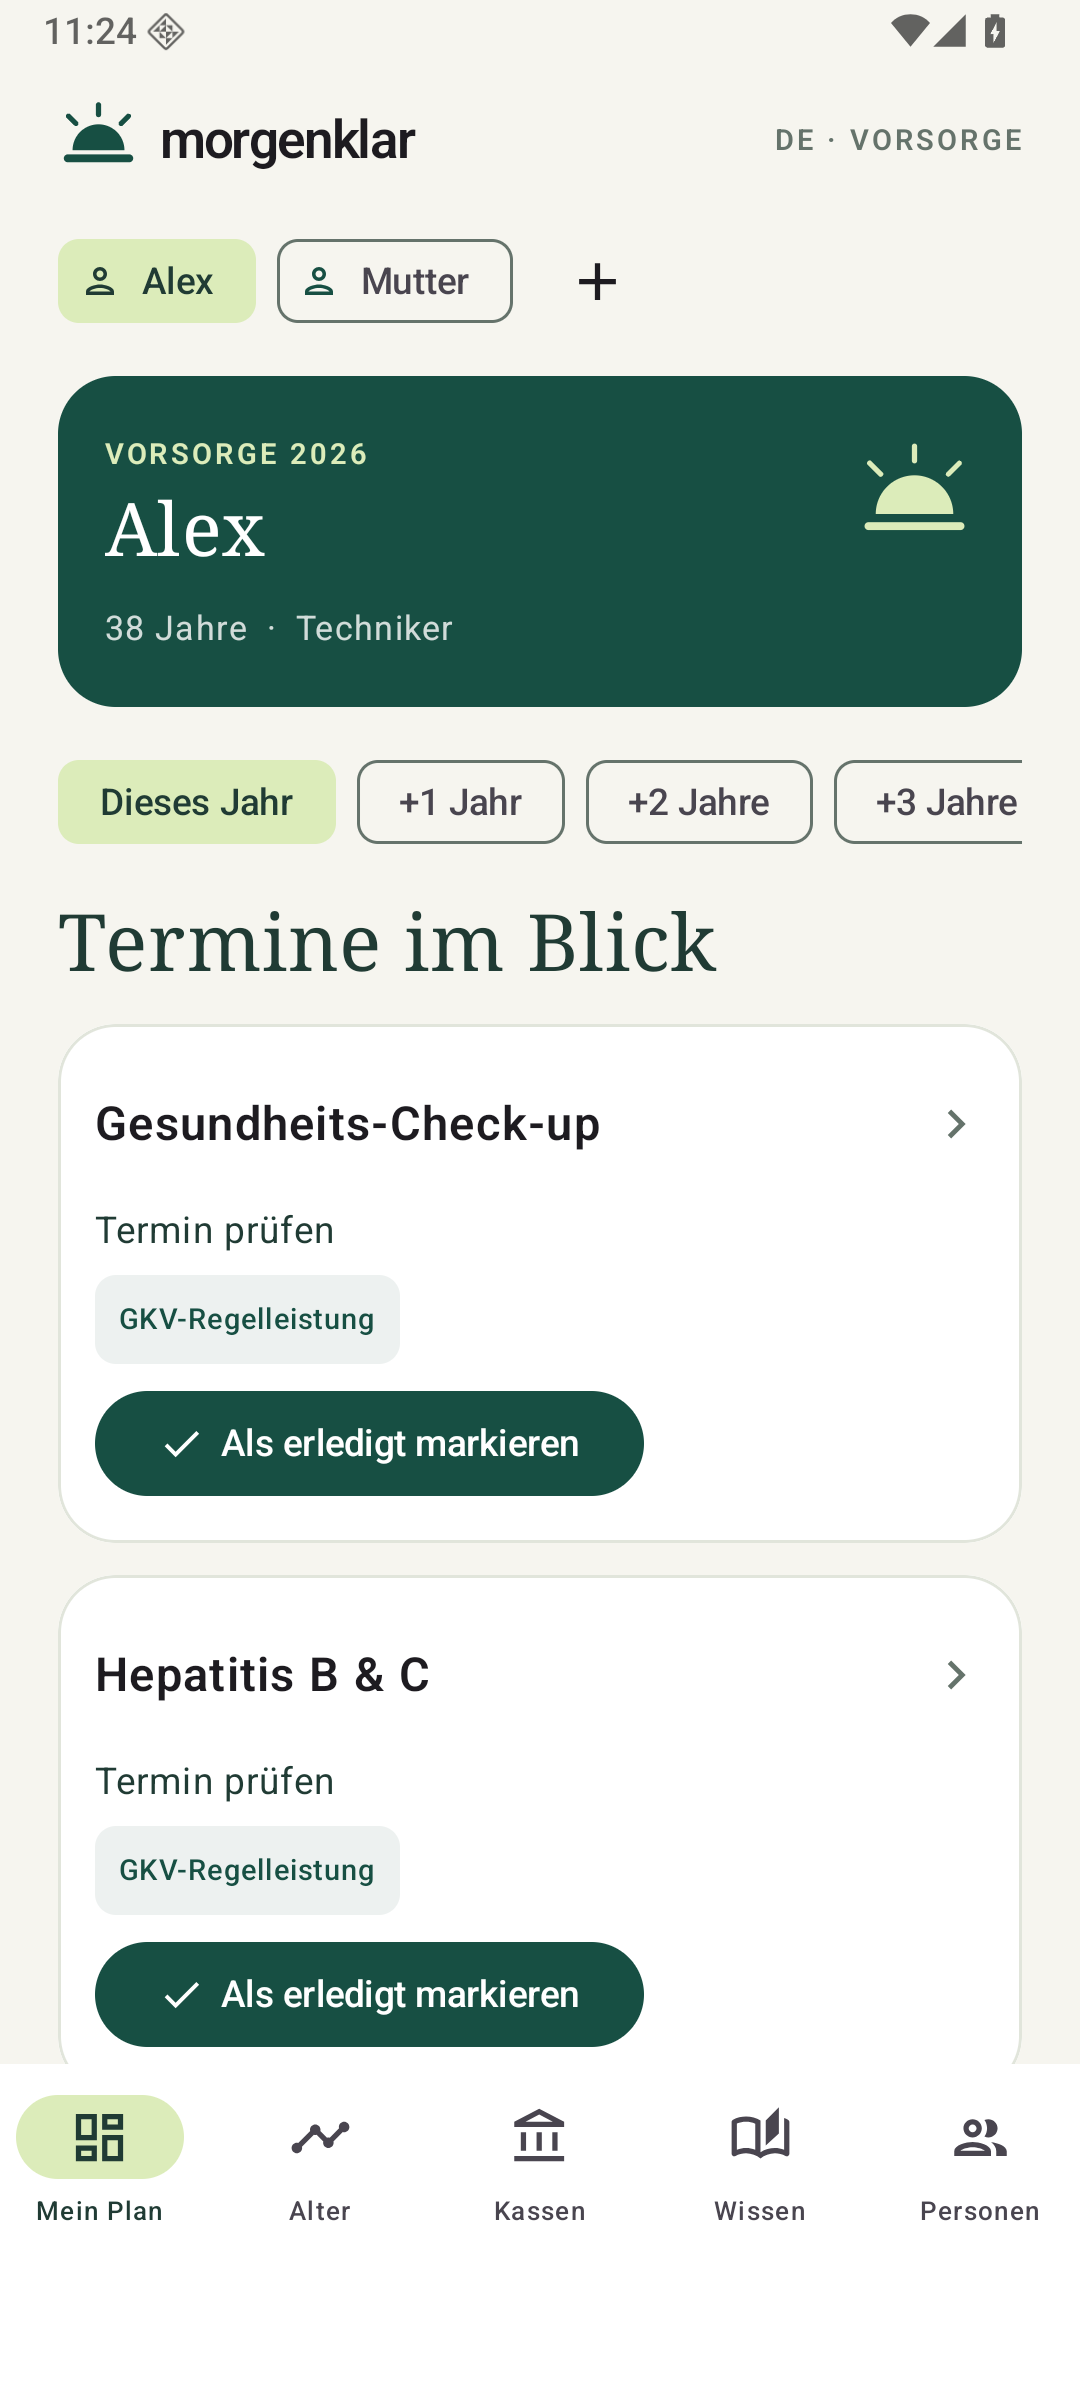 11:24
morgenklar
DE · VORSORGE
Alex
Mutter
VORSORGE 2026
Alex
38 Jahre · Techniker
Dieses Jahr
+1 Jahr
+2 Jahre
+3 Jahre
Termine im Blick
Gesundheits-Check-up
Termin prüfen
GKV-Regelleistung
Als erledigt markieren
Hepatitis B & C
Termin prüfen
GKV-Regelleistung
Als erledigt markieren
Mein Plan
Alter
Kassen
Wissen
Personen